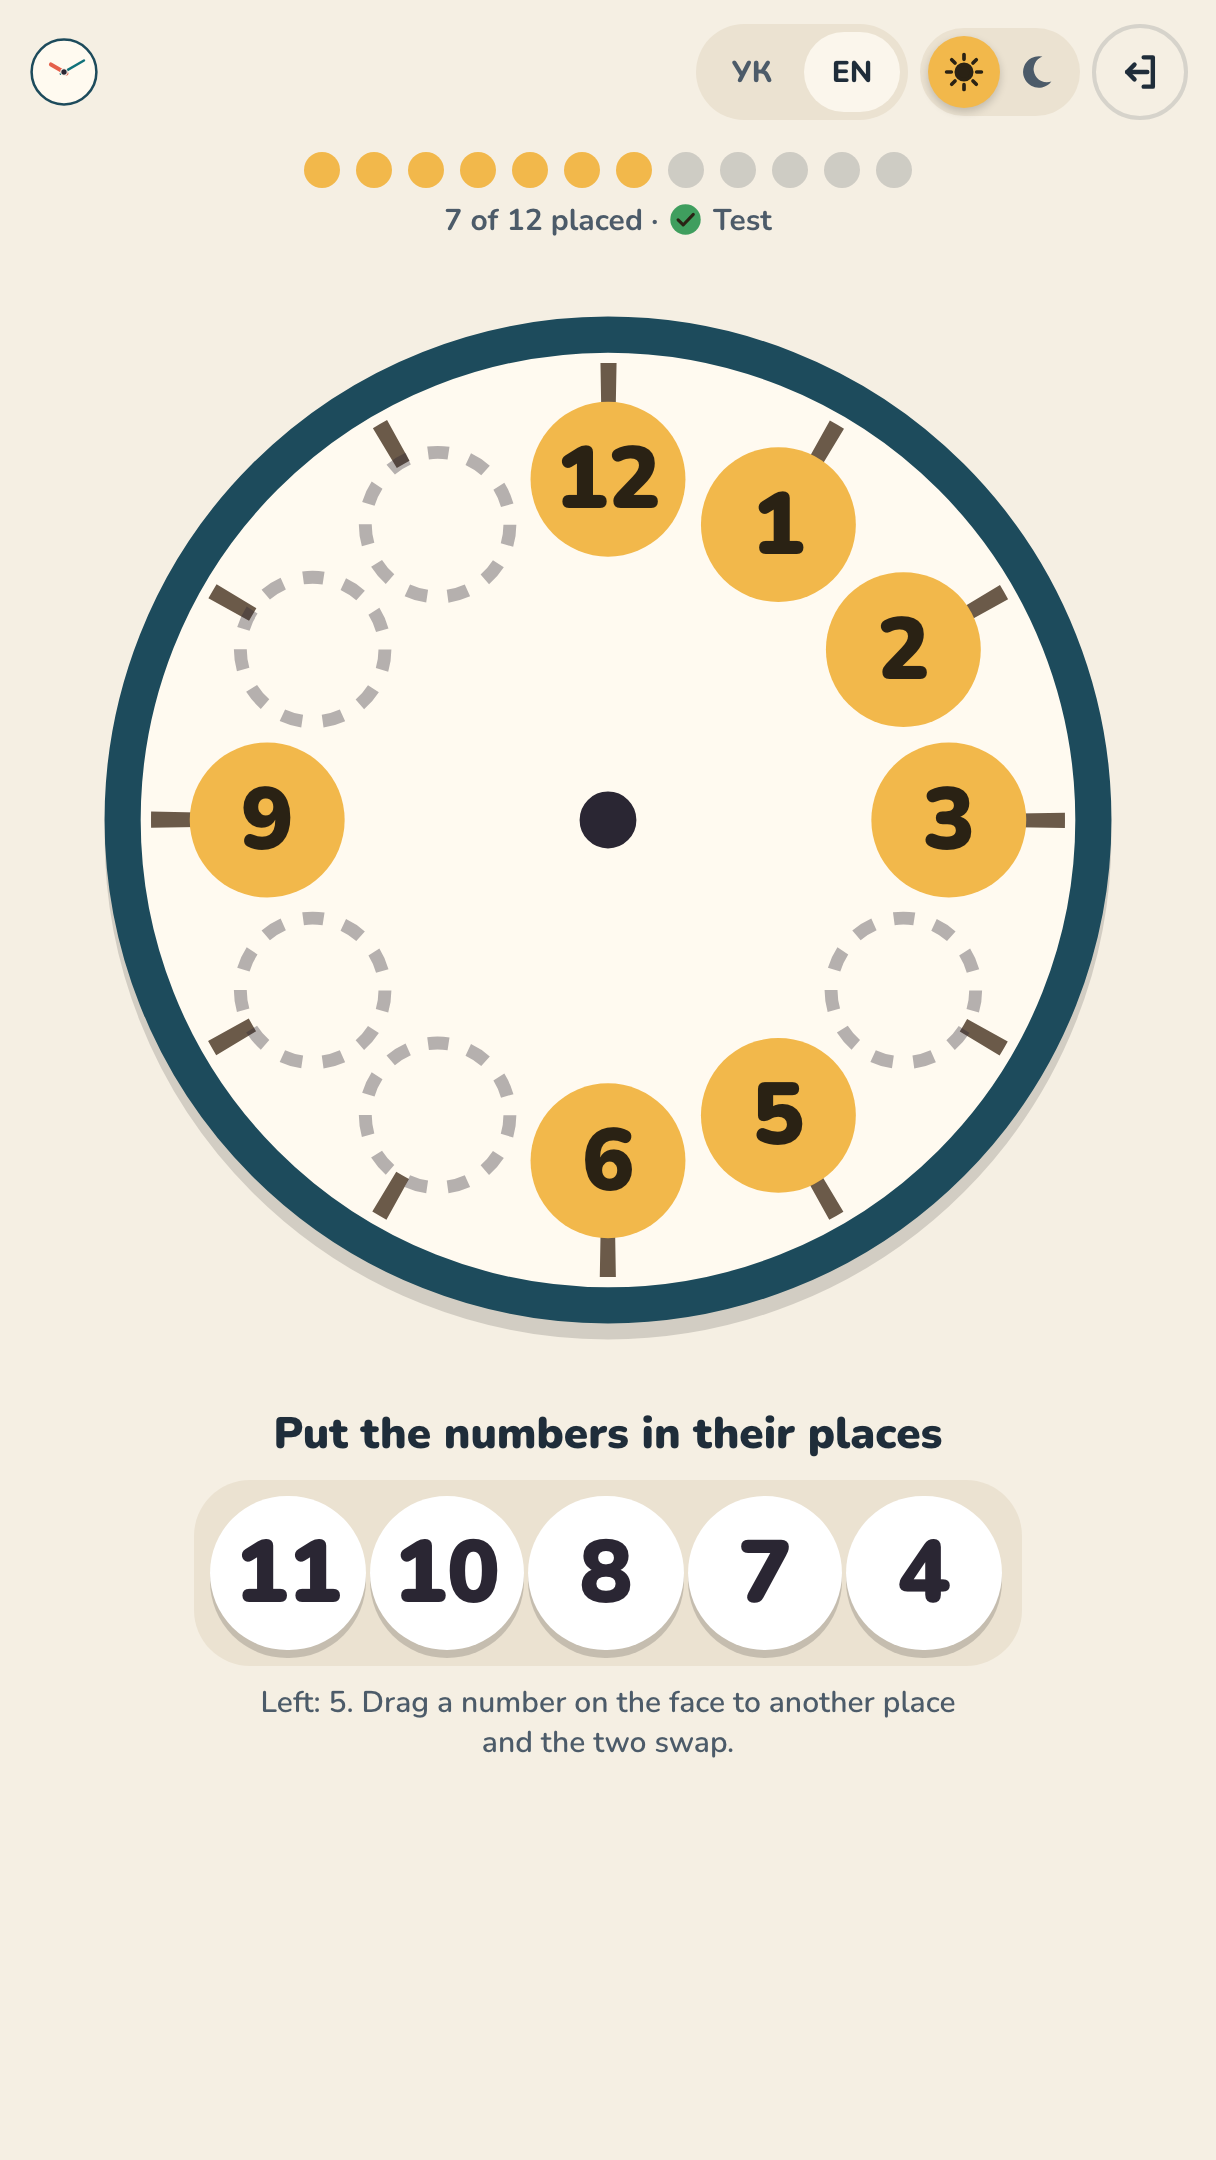 УК EN
7 of 12 placed · Test
12
1
2
3
9
5
6
Put the numbers in their places
11 10 8 7 4
Left: 5. Drag a number on the face to another place
and the two swap.